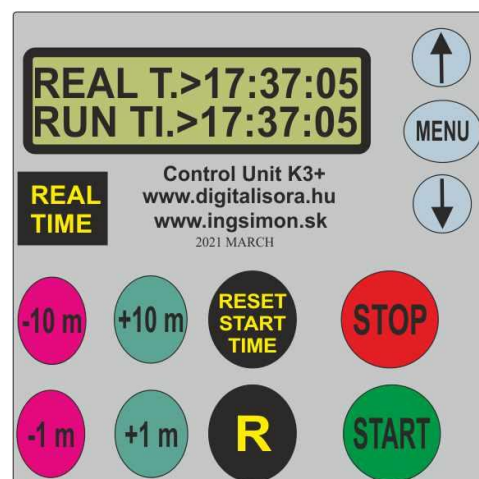 REAL T.>17:37:05
RUN TI.>17:37:05
MENU
Control Unit K3+
www.digitalisora.hu
www.ingsimon.sk
2021 MARCH
REAL
TIME
-10 m
+10 m
RESET
START
TIME
STOP
-1 m
+1 m
R
START